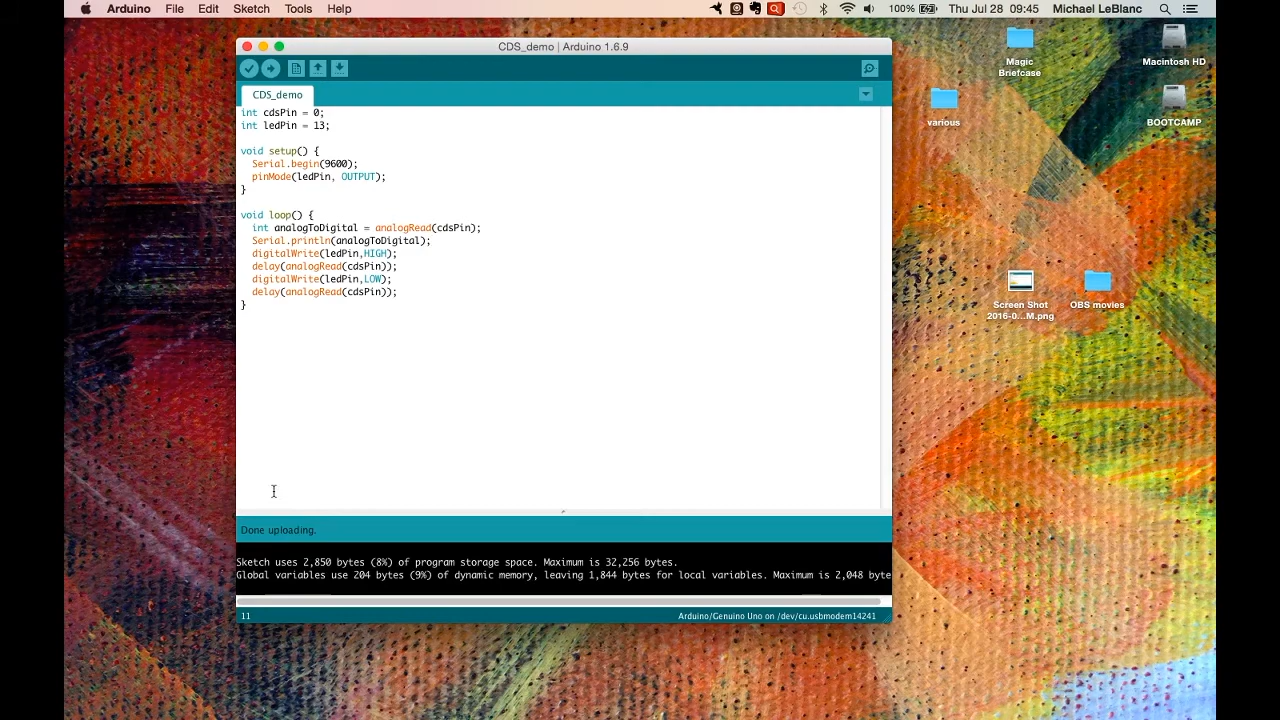 Arduino File Edit Sketch Tools Help 100% Thu Jul 28 09:45 Michael LeBlanc
CDS_demo | Arduino 1.6.9
CDS_demo
int cdsPin = 0;
int ledPin = 13;
void setup() {
Serial.begin(9600);
pinMode(ledPin, OUTPUT);
}
void loop() {
int analogToDigital = analogRead(cdsPin);
Serial.println(analogToDigital);
digitalWrite(ledPin,HIGH);
delay(analogRead(cdsPin));
digitalWrite(ledPin,LOW);
delay(analogRead(cdsPin));
}
Done uploading.
Sketch uses 2,850 bytes (8%) of program storage space. Maximum is 32,256 bytes.
Global variables use 204 bytes (9%) of dynamic memory, leaving 1,844 bytes for local variables. Maximum is 2,048 byte
11 Arduino/Genuino Uno on /dev/cu.usbmodem14241
Magic
Briefcase
Macintosh HD
various
BOOTCAMP
Screen Shot
2016-0...M.png
OBS movies